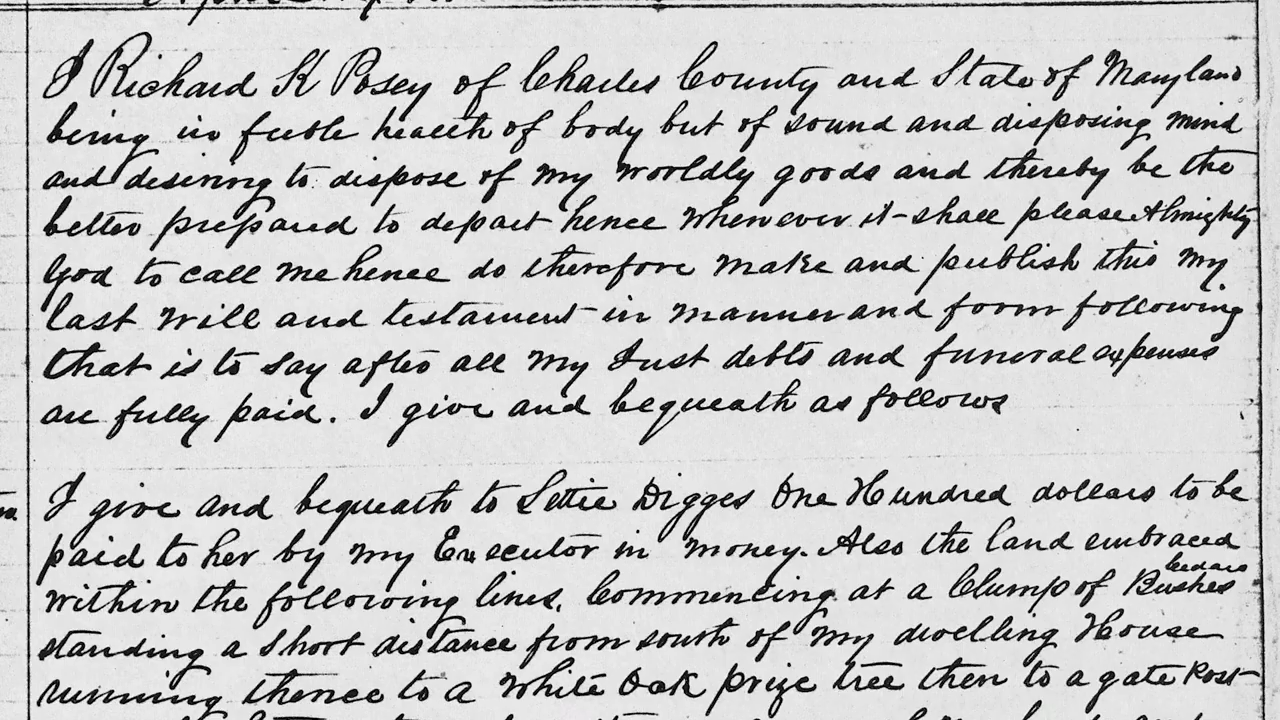 I Richard K Posey of Charles County and State of Maryland
being in feeble health of body but of sound and disposing mind
and desiring to dispose of my worldly goods and thereby be the
better prepared to depart hence whenever it shall please Almighty
God to call me hence do therefore make and publish this my
last Will and testament in manner and form following
that is to say after all my Just debts and funeral expenses
are fully paid. I give and bequeath as follows
I give and bequeath to Lettie Digges One Hundred dollars to be
paid to her by my Executor in money. Also the land embraced
cedars
within the following lines. Commencing at a Clump of Bushes
standing a short distance from south of my dwelling House
running thence to a White Oak prize tree then to a gate Post